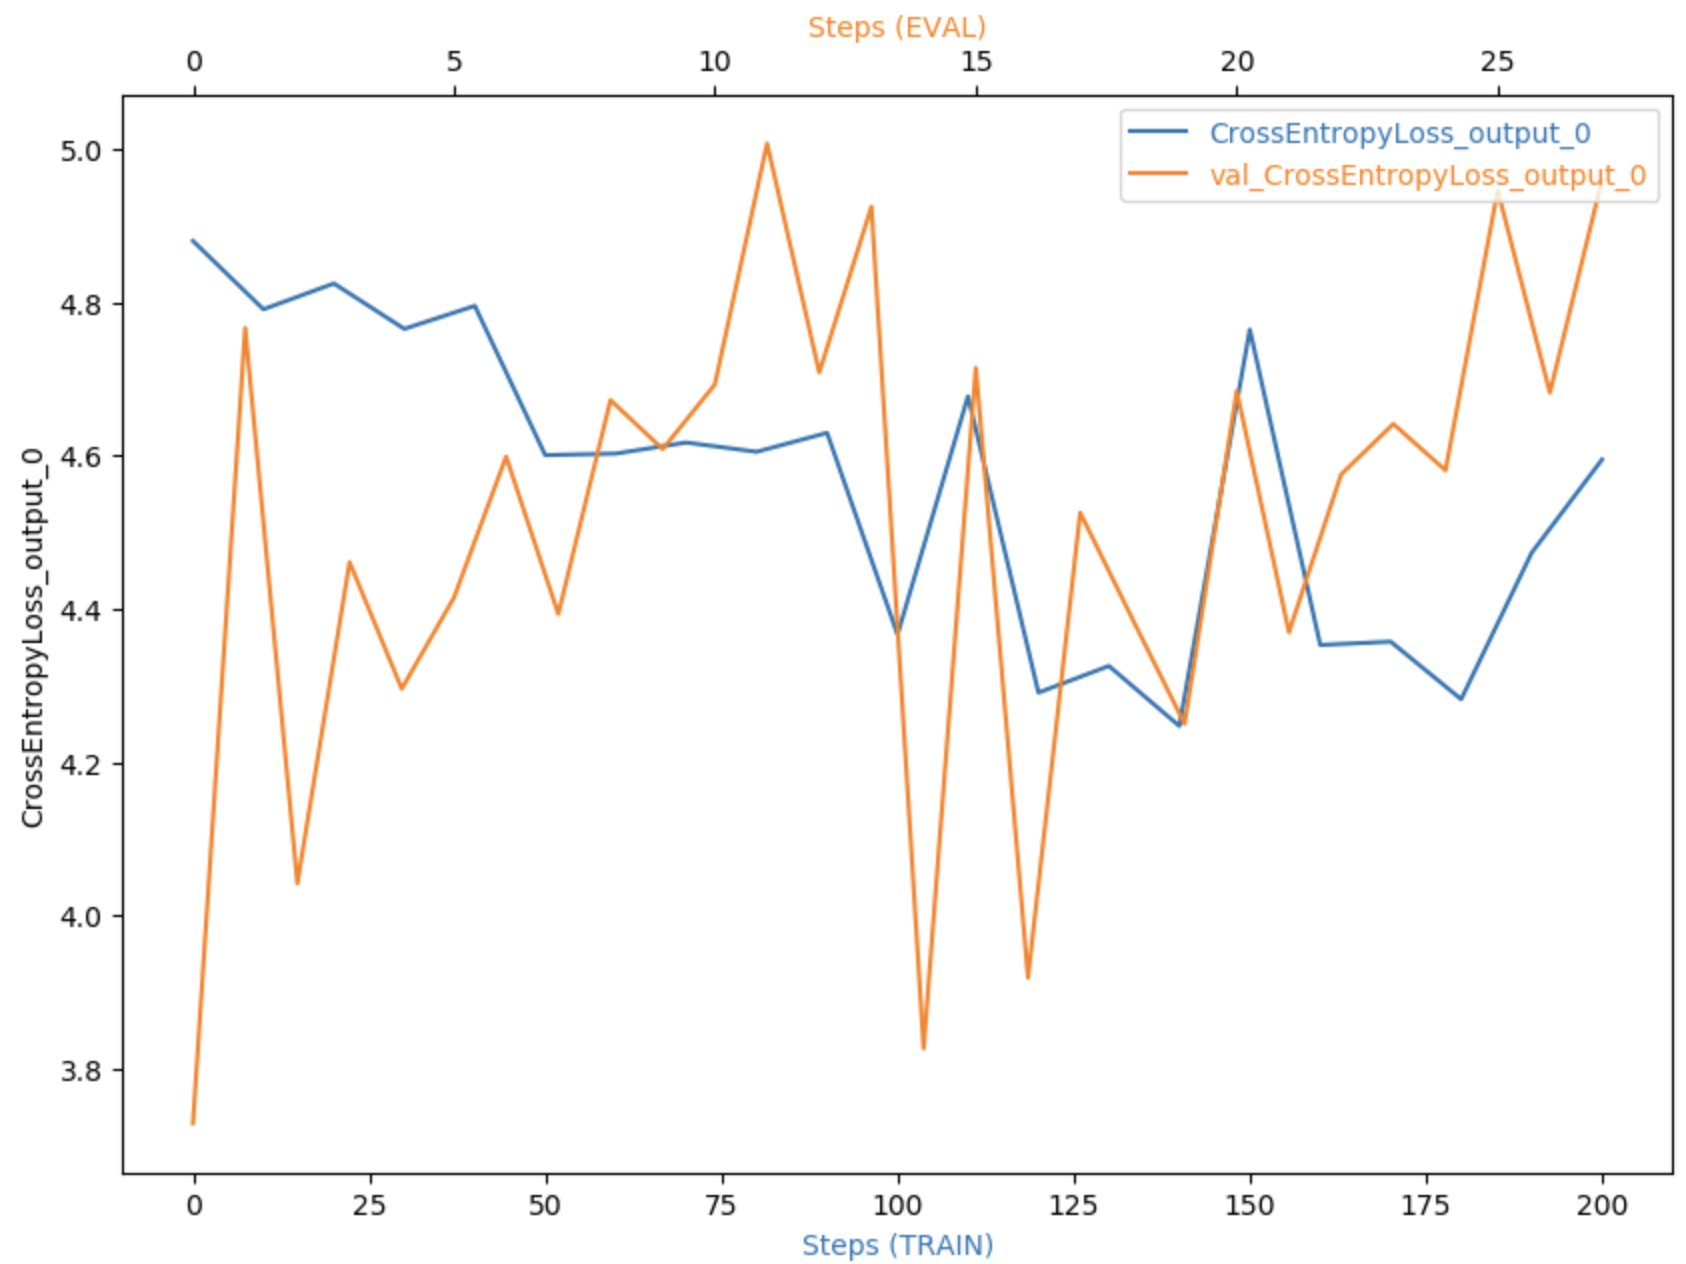 Steps (EVAL)
0 5 10 15 20 25
CrossEntropyLoss_output_0
val_CrossEntropyLoss_output_0
5.0
4.8
4.6
4.4
4.2
4.0
3.8
CrossEntropyLoss_output_0
0 25 50 75 100 125 150 175 200
Steps (TRAIN)